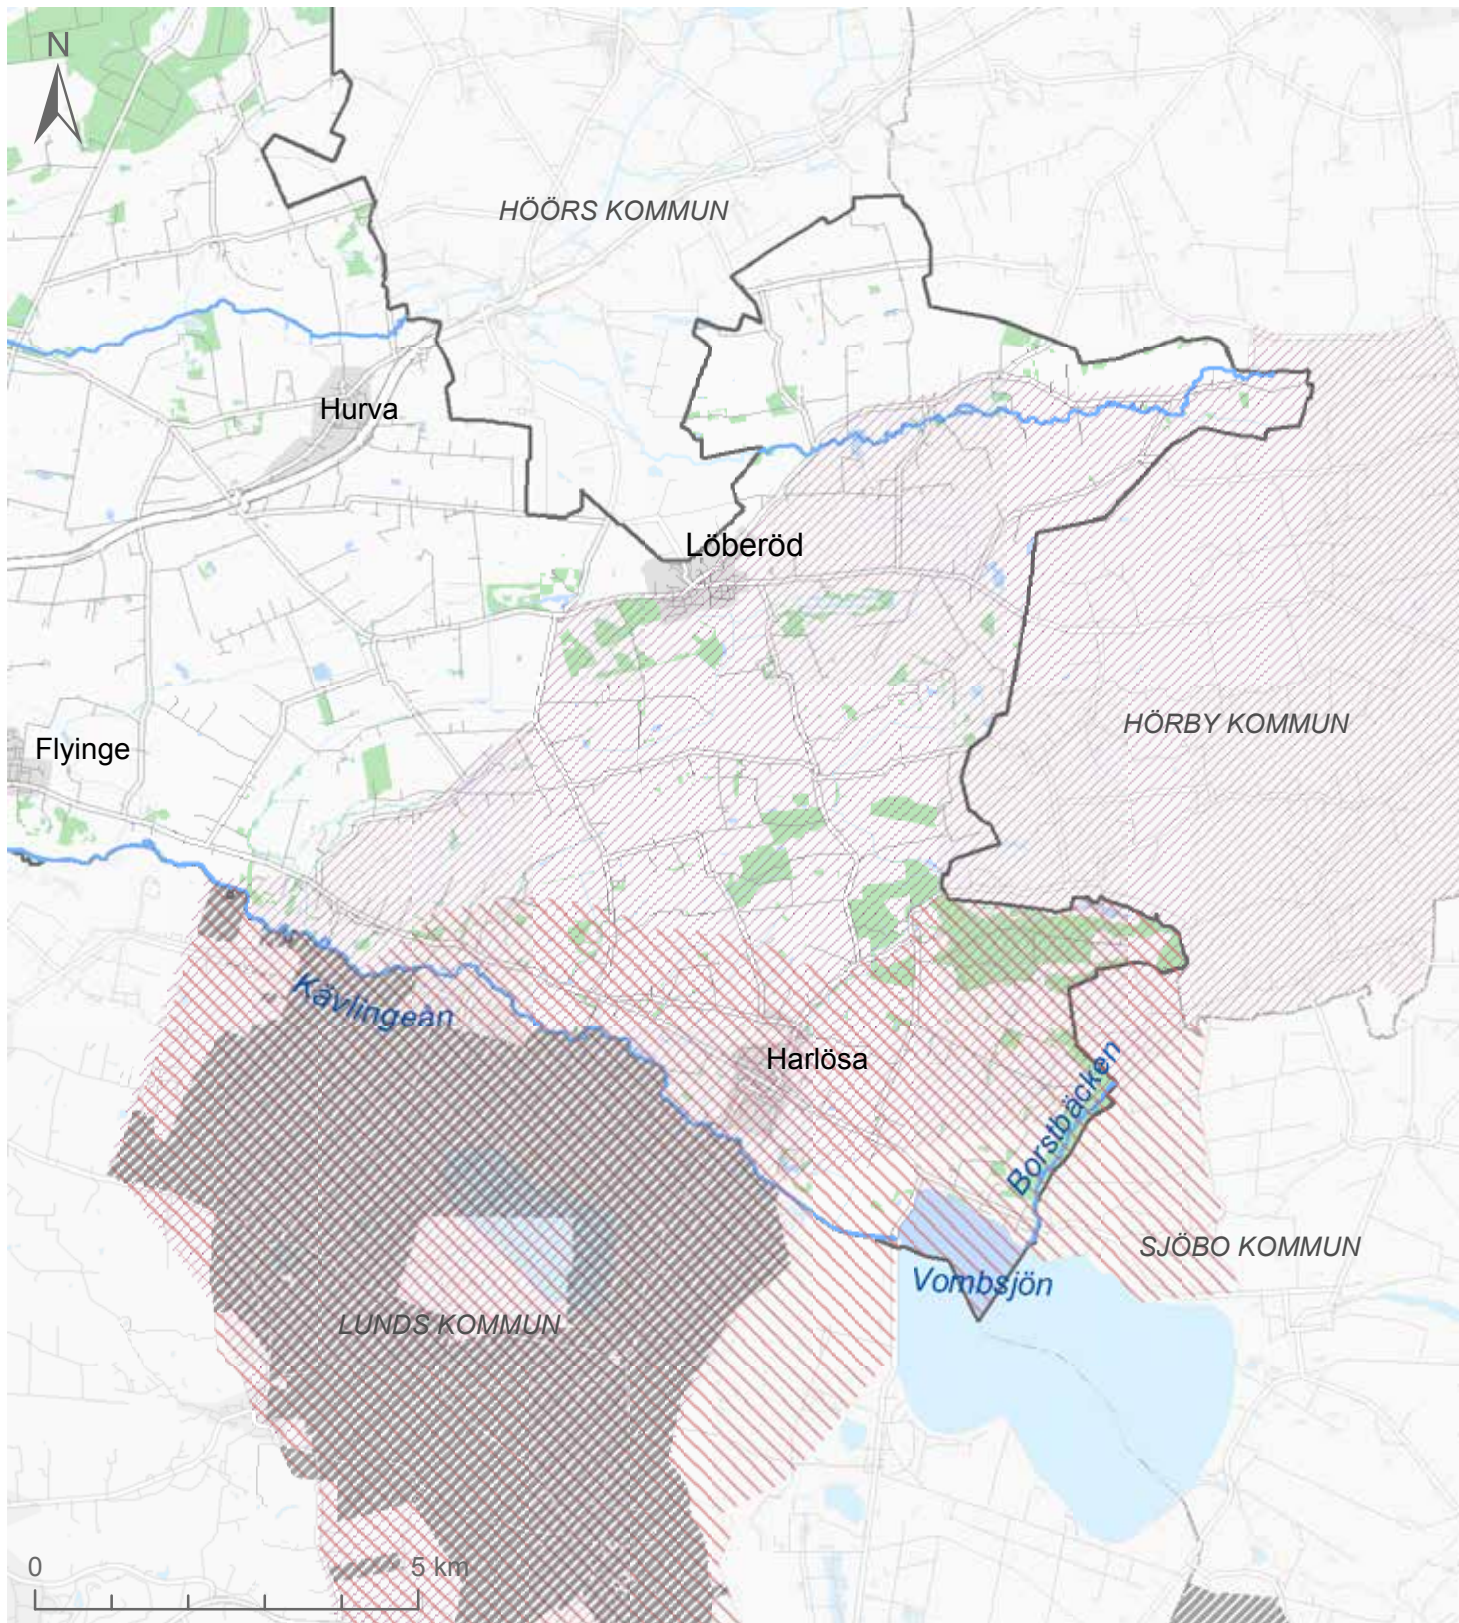 N
HÖÖRS KOMMUN
Hurva
Löberöd
HÖRBY KOMMUN
Flyinge
Kävlingeån
Harlösa
Borstbäcken
SJÖBO KOMMUN
Vombsjön
LUNDS KOMMUN
0 5 km